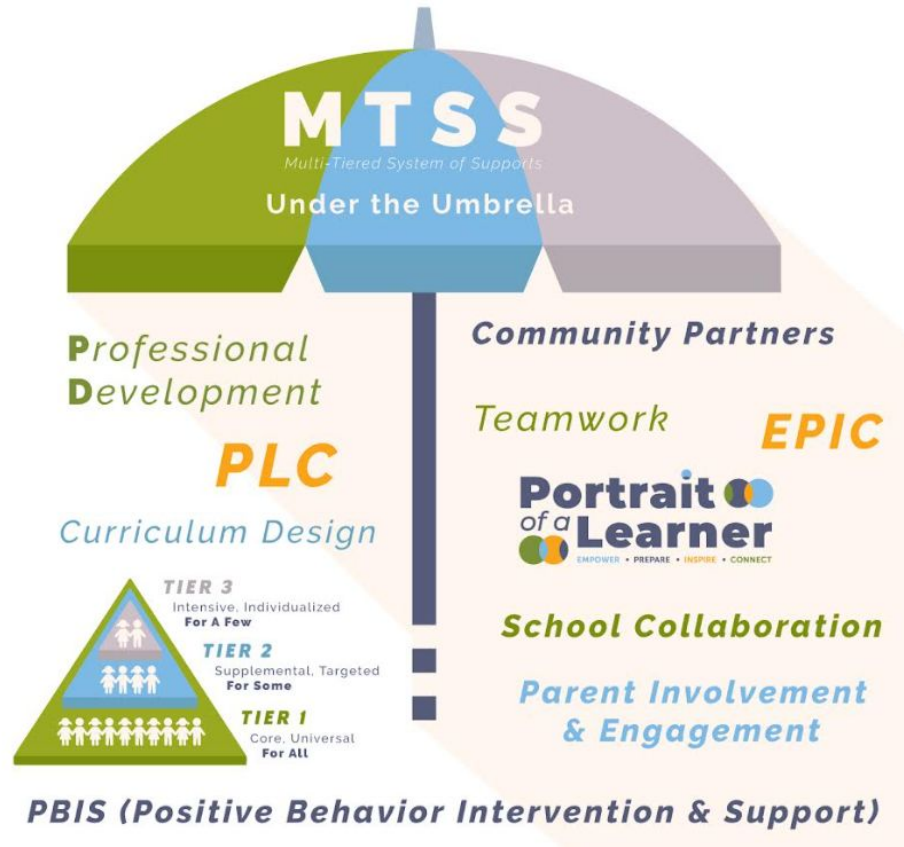 MTSS
Multi-Tiered System of Supports
Under the Umbrella
Professional
Development
PLC
Curriculum Design
TIER 3
Intensive, Individualized
For A Few
TIER 2
Supplemental, Targeted
For Some
TIER 1
Core, Universal
For All
Community Partners
Teamwork
EPIC
Portrait
of a Learner
EMPOWER • PREPARE • INSPIRE • CONNECT
School Collaboration
Parent Involvement
& Engagement
PBIS (Positive Behavior Intervention & Support)